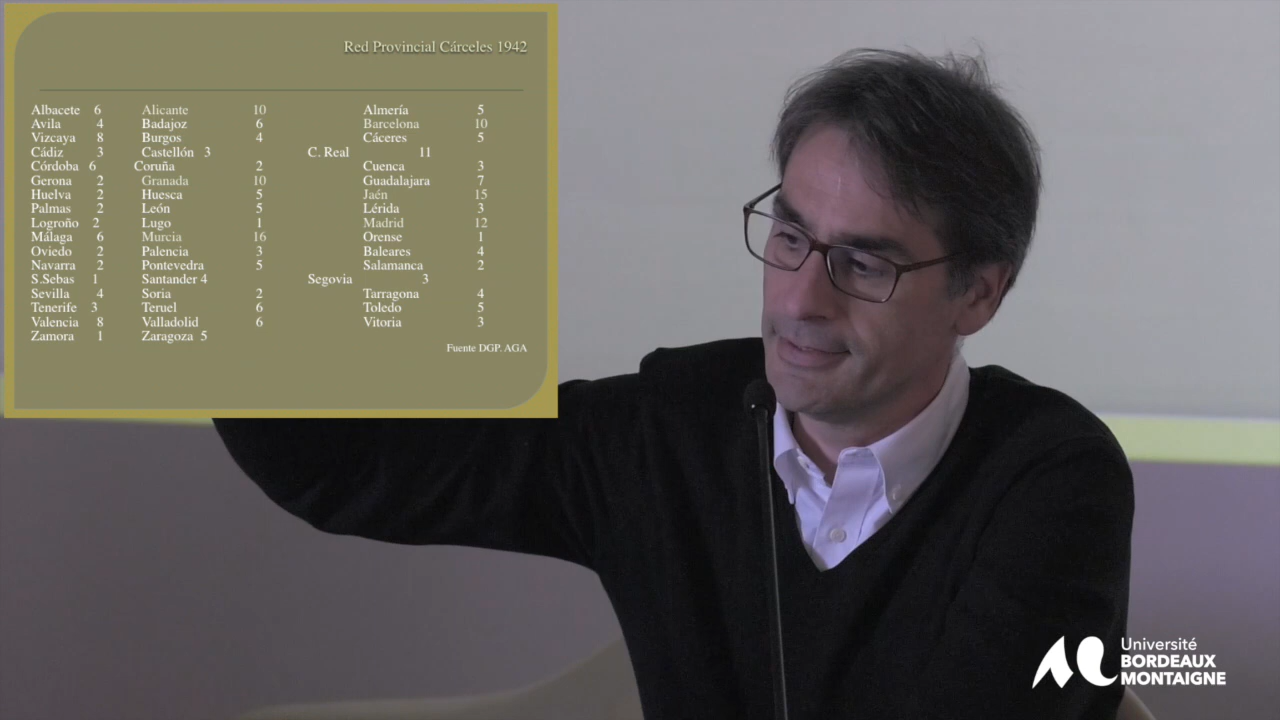 Red Provincial Cárceles 1942
Albacete 6 Alicante 10 Almería 5
Avila 4 Badajoz 6 Barcelona 10
Vizcaya 8 Burgos 4 Cáceres 5
Cádiz 3 Castellón 3 C. Real 11
Córdoba 6 Coruña 2 Cuenca 3
Gerona 2 Granada 10 Guadalajara 7
Huelva 2 Huesca 5 Jaén 15
Palmas 2 León 5 Lérida 3
Logroño 2 Lugo 1 Madrid 12
Málaga 6 Murcia 16 Orense 1
Oviedo 2 Palencia 3 Baleares 4
Navarra 2 Pontevedra 5 Salamanca 2
S.Sebas 1 Santander 4 Segovia 3
Sevilla 4 Soria 2 Tarragona 4
Tenerife 3 Teruel 6 Toledo 5
Valencia 8 Valladolid 6 Vitoria 3
Zamora 1 Zaragoza 5
Fuente DGP. AGA
Université
BORDEAUX
MONTAIGNE